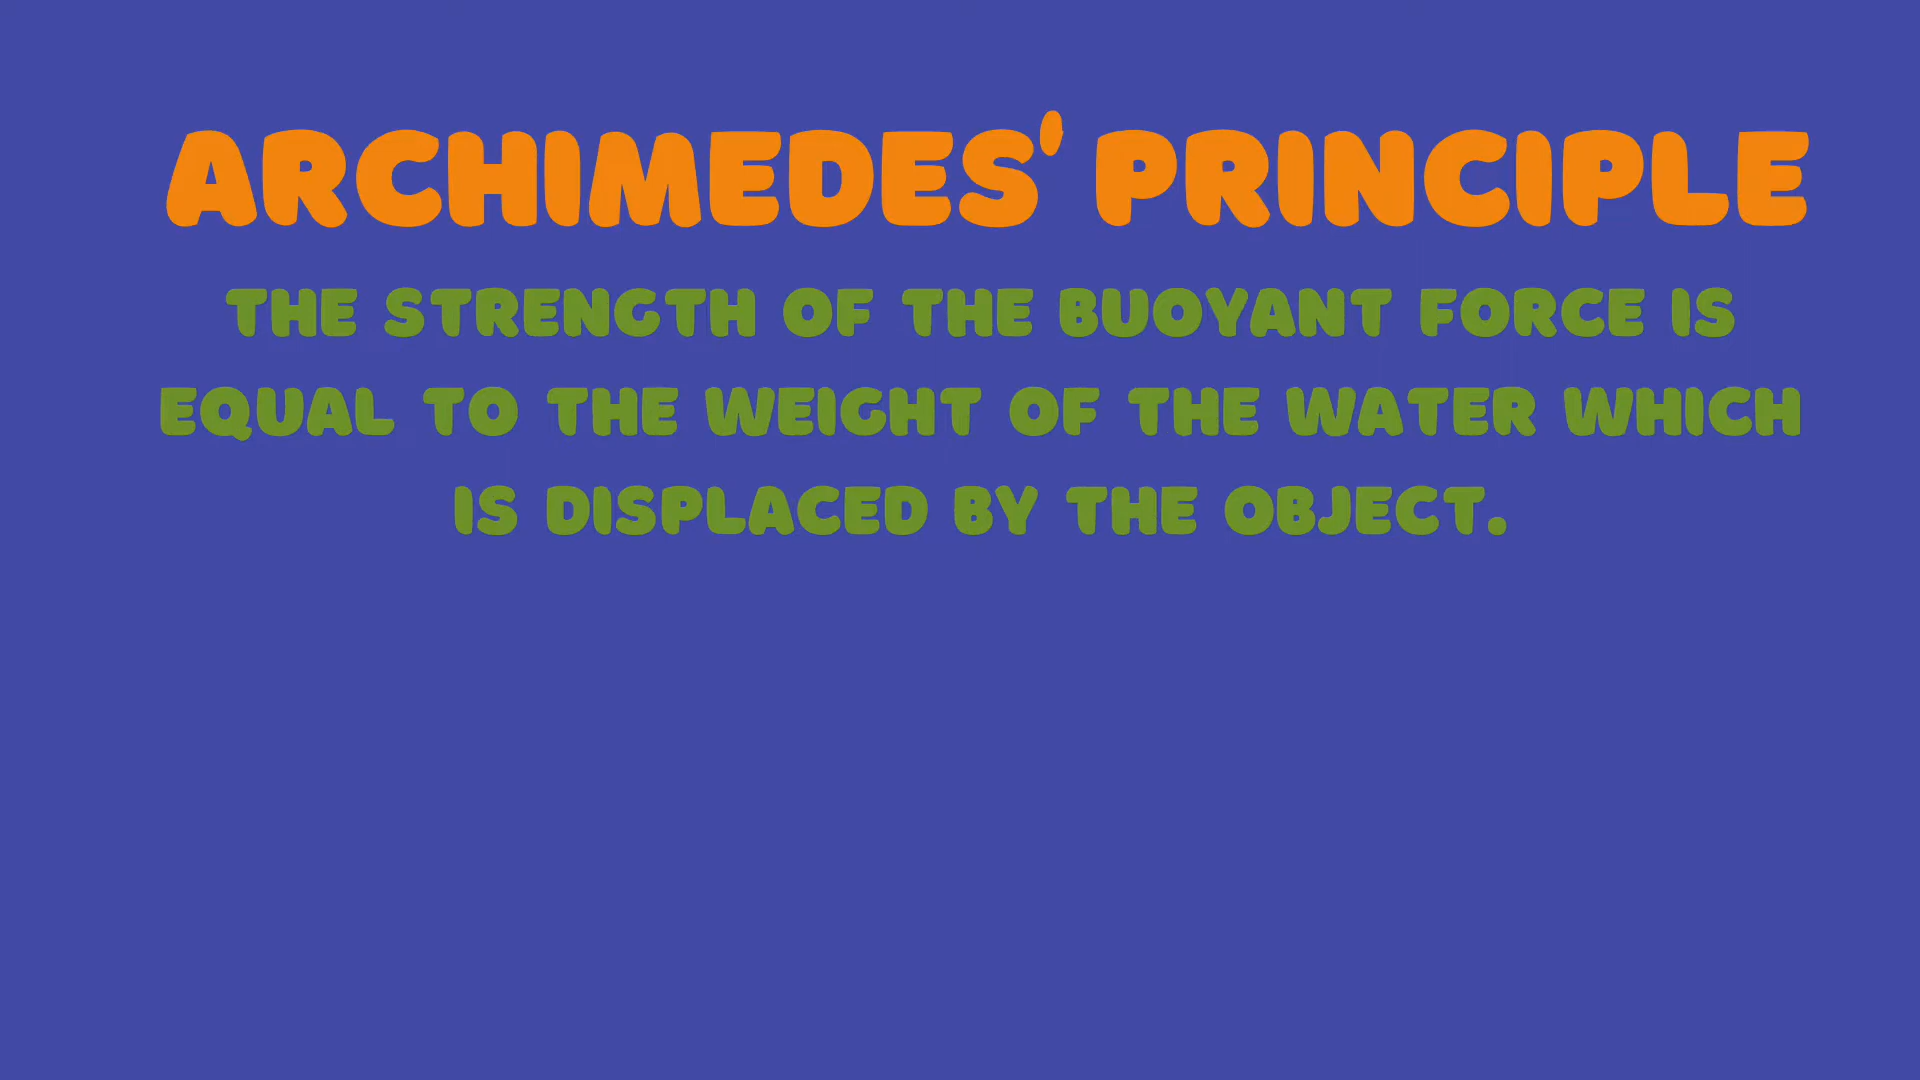 ARCHIMEDES' PRINCIPLE
THE STRENGTH OF THE BUOYANT FORCE IS
EQUAL TO THE WEIGHT OF THE WATER WHICH
IS DISPLACED BY THE OBJECT.